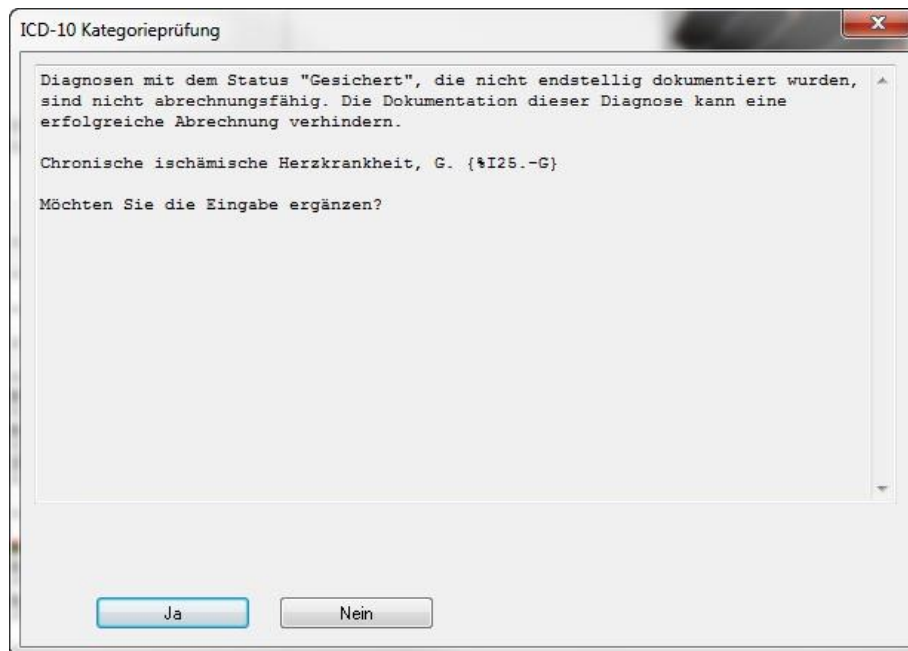 ICD-10 Kategorieprüfung
Diagnosen mit dem Status "Gesichert", die nicht endstellig dokumentiert wurden,
sind nicht abrechnungsfähig. Die Dokumentation dieser Diagnose kann eine
erfolgreiche Abrechnung verhindern.
Chronische ischämische Herzkrankheit, G. {%I25.-G}
Möchten Sie die Eingabe ergänzen?
Ja
Nein